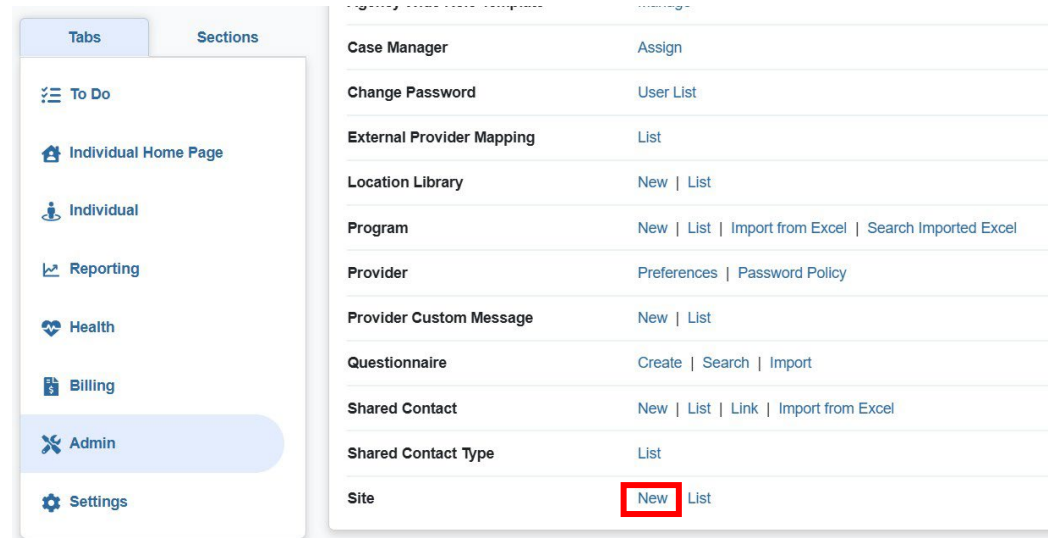 Tabs Sections
To Do
Individual Home Page
Individual
Reporting
Health
Billing
Admin
Settings
Case Manager Assign
Change Password User List
External Provider Mapping List
Location Library New | List
Program New | List | Import from Excel | Search Imported Excel
Provider Preferences | Password Policy
Provider Custom Message New | List
Questionnaire Create | Search | Import
Shared Contact New | List | Link | Import from Excel
Shared Contact Type List
Site New List